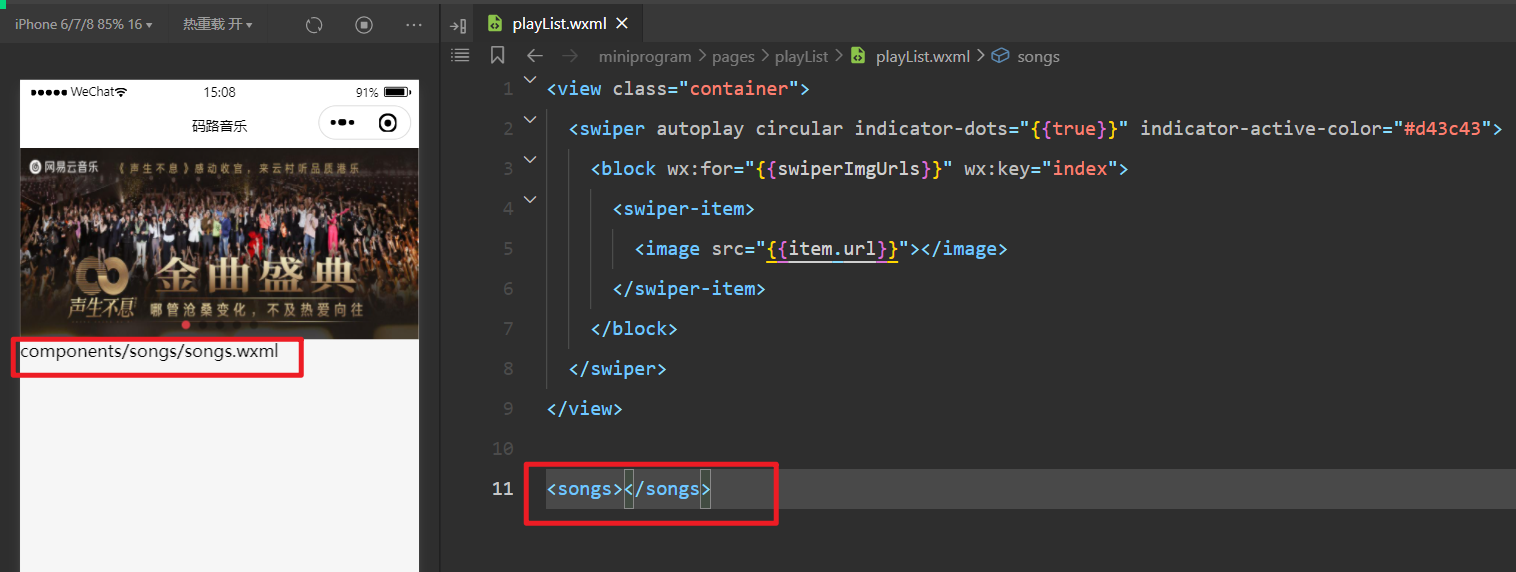 iPhone 6/7/8 85% 16
热重载 开
WeChat
15:08
91%
码路音乐
网易云音乐
《声生不息》感动收官，来云村听品质港乐
金曲盛典
声生不息
哪管沧桑变化，不及热爱向往
components/songs/songs.wxml
playList.wxml
miniprogram > pages > playList > playList.wxml > songs
1 <view class="container">
2 <swiper autoplay circular indicator-dots="{{true}}" indicator-active-color="#d43c43">
3 <block wx:for="{{swiperImgUrls}}" wx:key="index">
4 <swiper-item>
5 <image src="{{item.url}}"></image>
6 </swiper-item>
7 </block>
8 </swiper>
9 </view>
10
11 <songs></songs>